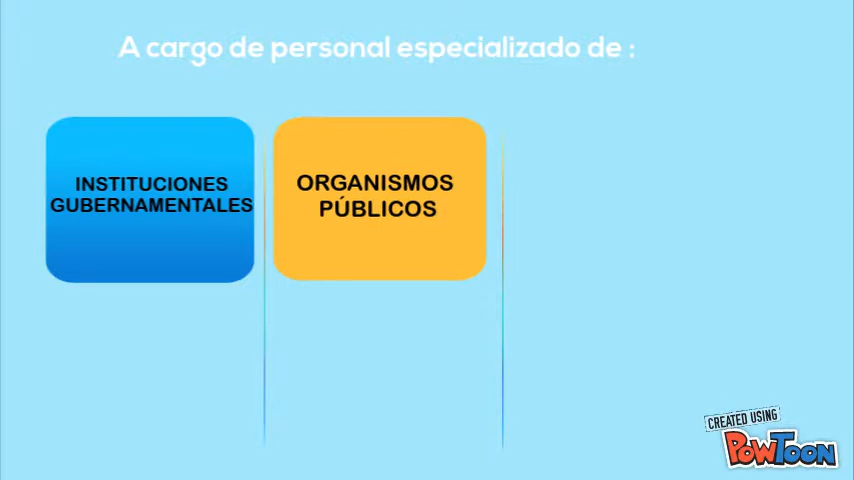 A cargo de personal especializado de :
INSTITUCIONES
GUBERNAMENTALES
ORGANISMOS
PÚBLICOS
CREATED USING
POWTOON